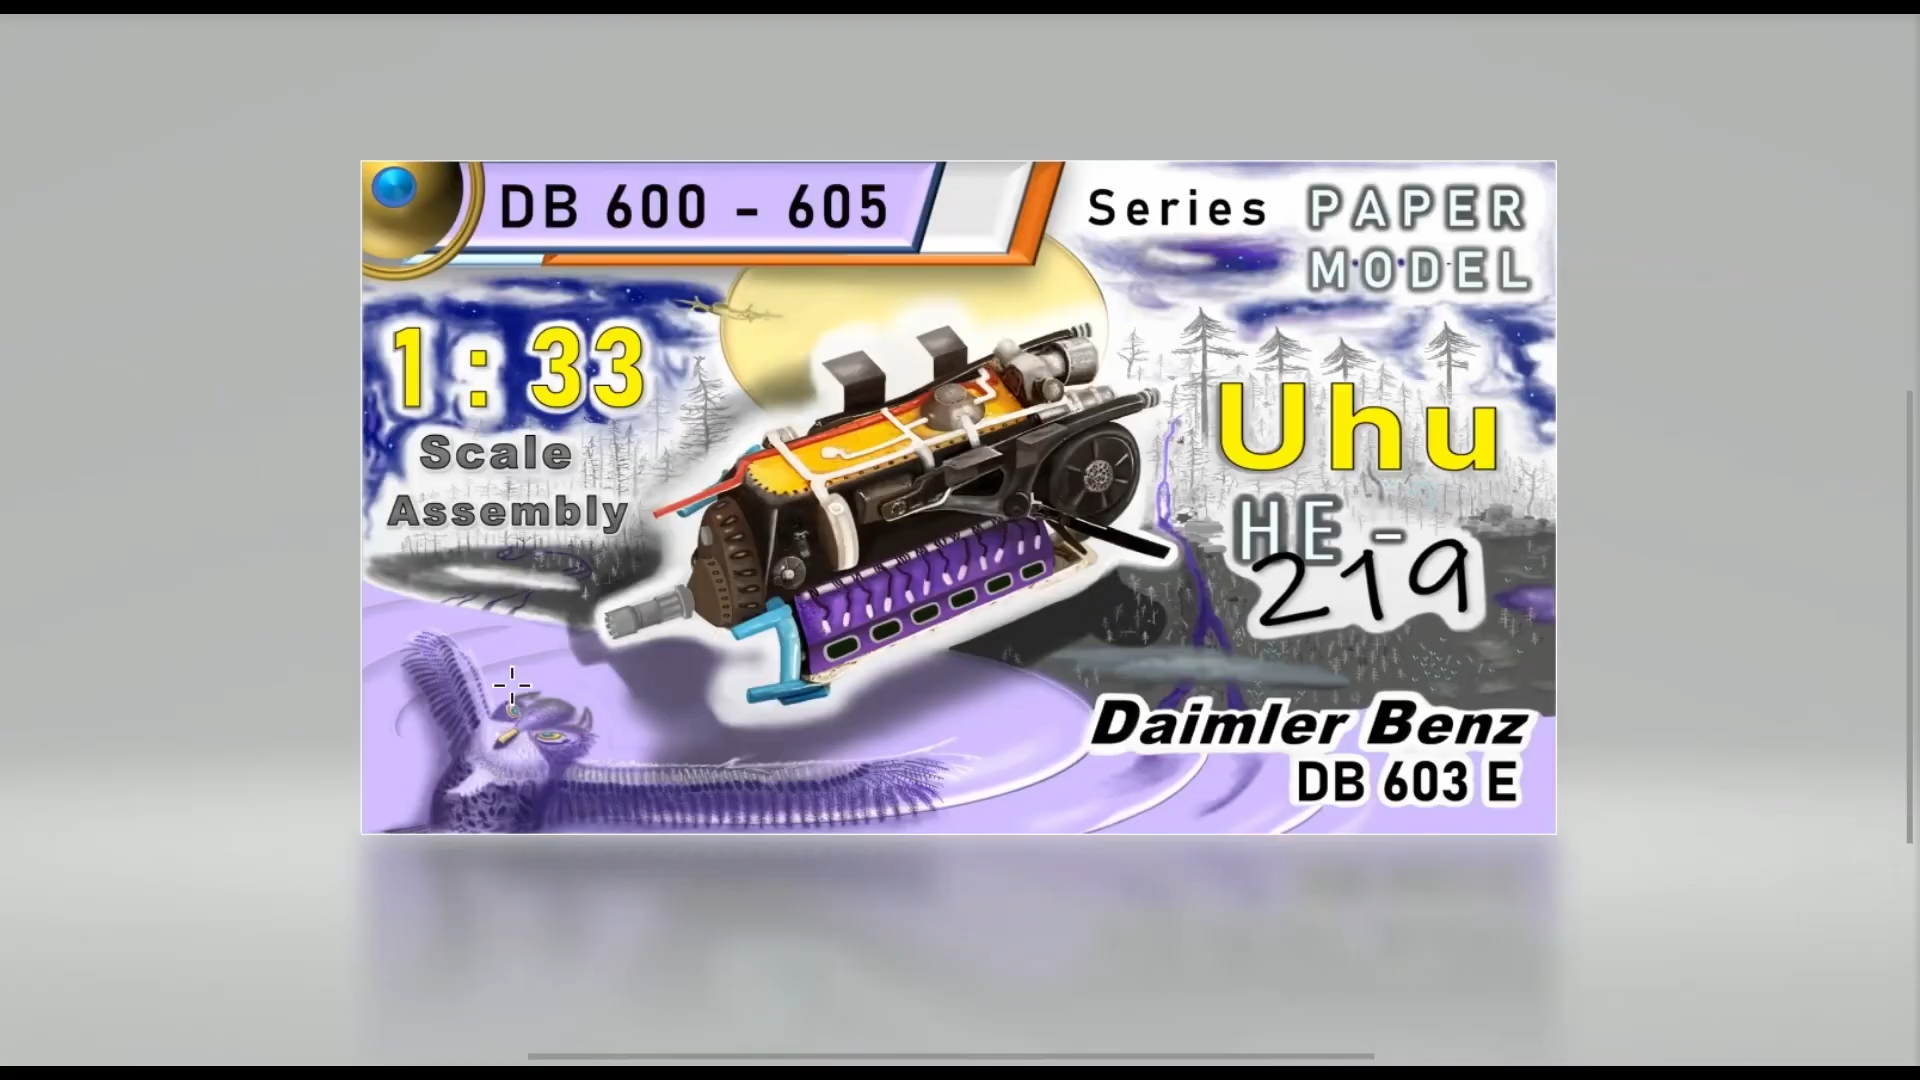 DB 600 - 605
Series
PAPER
MODEL
1 : 33
Scale
Assembly
Uhu
HE -
219
Daimler Benz
DB 603 E